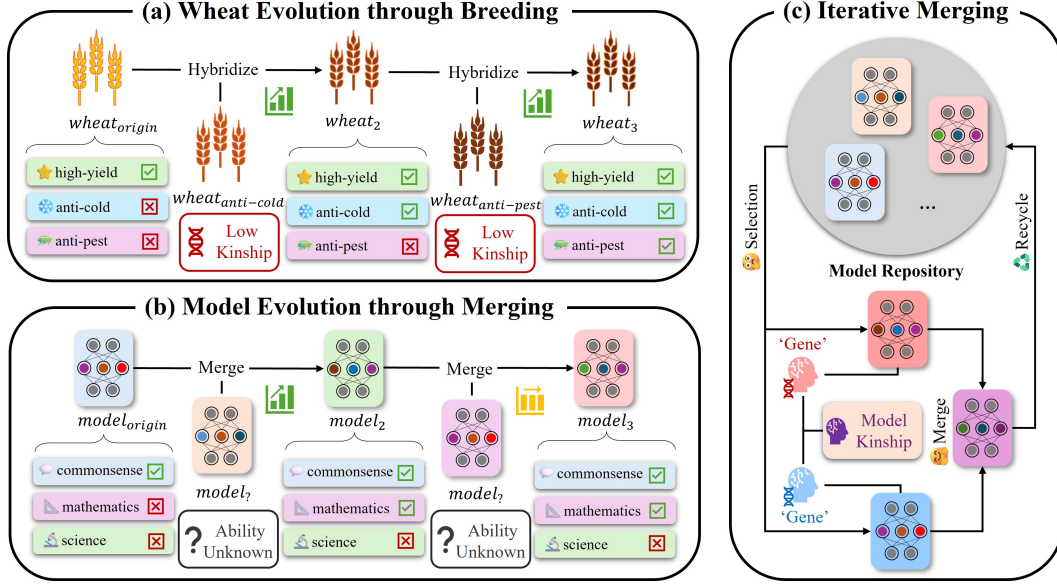 (a) Wheat Evolution through Breeding
Hybridize
Hybridize
wheat_origin
wheat_2
wheat_3
high-yield
anti-cold
anti-pest
wheat_anti−cold
Low
Kinship
high-yield
anti-cold
anti-pest
wheat_anti−pest
Low
Kinship
high-yield
anti-cold
anti-pest
(b) Model Evolution through Merging
Merge
Merge
model_origin
model_2
model_3
commonsense
mathematics
science
model_?
? Ability
Unknown
commonsense
mathematics
science
model_?
? Ability
Unknown
commonsense
mathematics
science
(c) Iterative Merging
...
Model Repository
Selection
Recycle
‘Gene’
Model
Kinship
Merge
‘Gene’